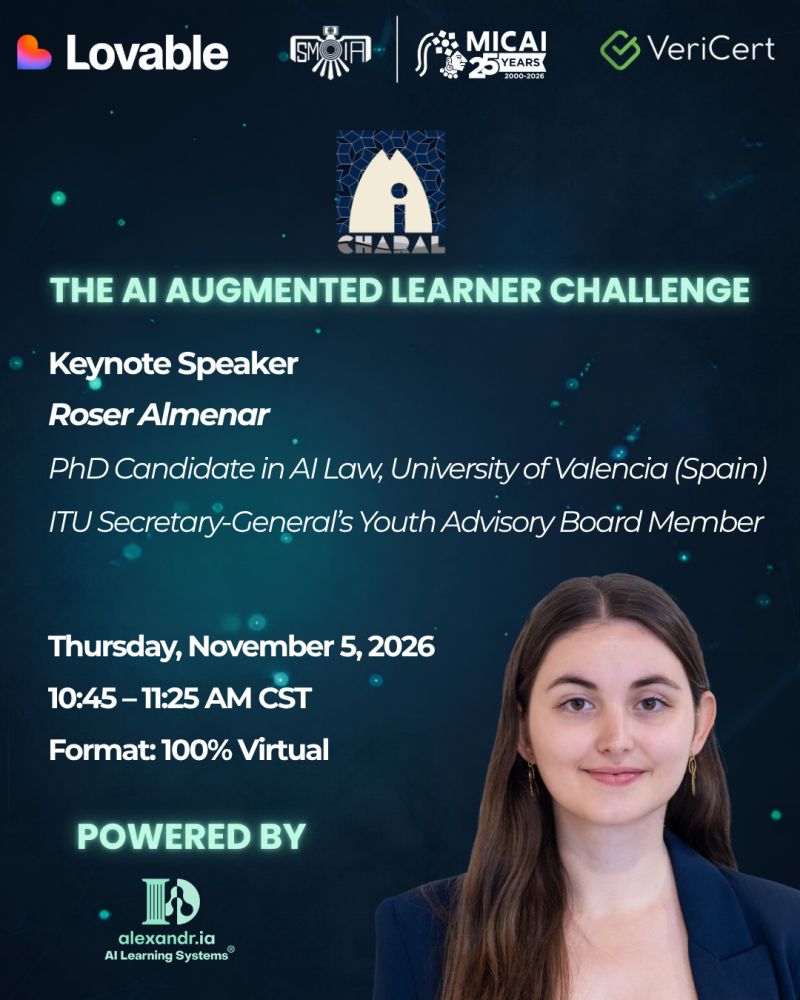 Lovable
SMIA
MICAI
25 YEARS
2000-2026
VeriCert
Ai
CHARAL
THE AI AUGMENTED LEARNER CHALLENGE
Keynote Speaker
Roser Almenar
PhD Candidate in AI Law, University of Valencia (Spain)
ITU Secretary-General's Youth Advisory Board Member
Thursday, November 5, 2026
10:45 – 11:25 AM CST
Format: 100% Virtual
POWERED BY
alexandr.ia
AI Learning Systems®